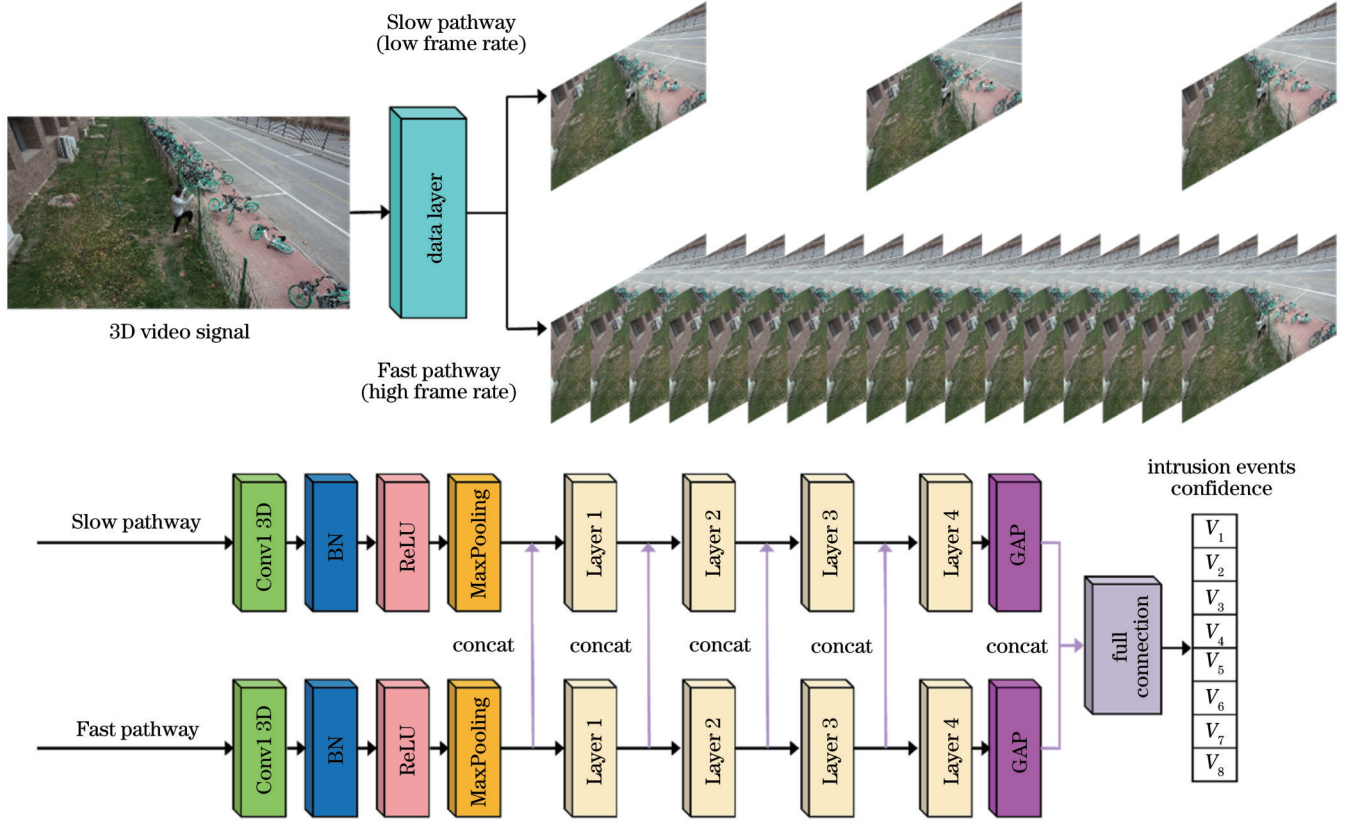 Slow pathway
(low frame rate)
data layer
3D video signal
Fast pathway
(high frame rate)
intrusion events
confidence
Slow pathway
Conv1 3D
BN
ReLU
MaxPooling
Layer 1
Layer 2
Layer 3
Layer 4
GAP
concat
concat
concat
concat
concat
full
connection
V1
V2
V3
V4
V5
V6
V7
V8
Fast pathway
Conv1 3D
BN
ReLU
MaxPooling
Layer 1
Layer 2
Layer 3
Layer 4
GAP